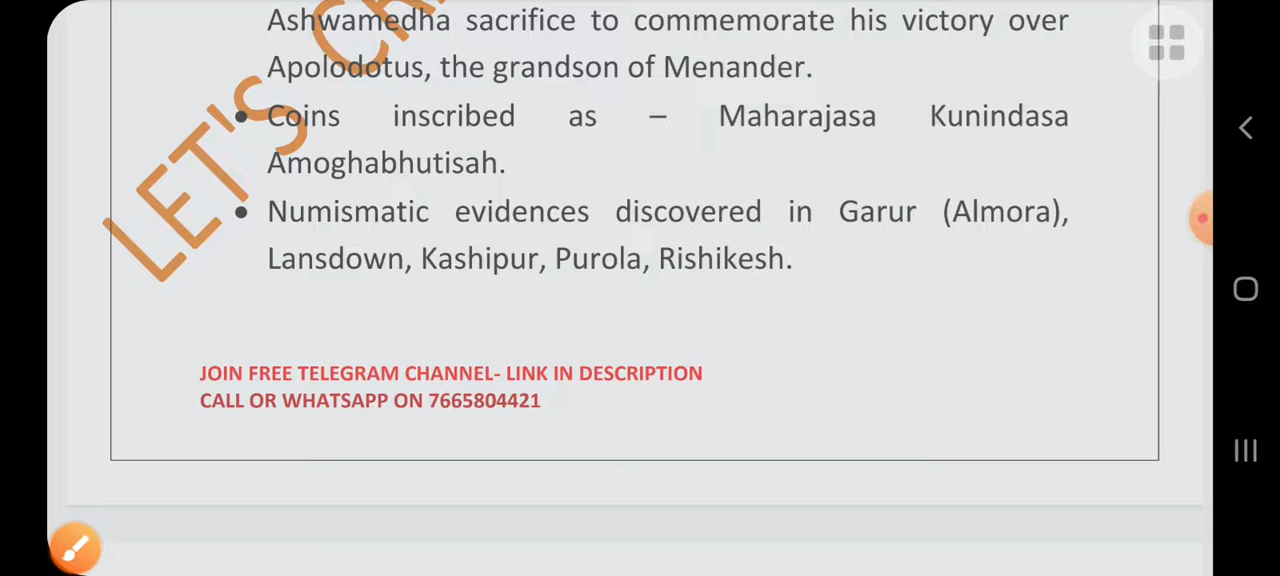 Ashwamedha sacrifice to commemorate his victory over
Apolodotus, the grandson of Menander.
• Coins inscribed as – Maharajasa Kunindasa
Amoghabhutisah.
• Numismatic evidences discovered in Garur (Almora),
Lansdown, Kashipur, Purola, Rishikesh.
JOIN FREE TELEGRAM CHANNEL- LINK IN DESCRIPTION
CALL OR WHATSAPP ON 7665804421
LET'S